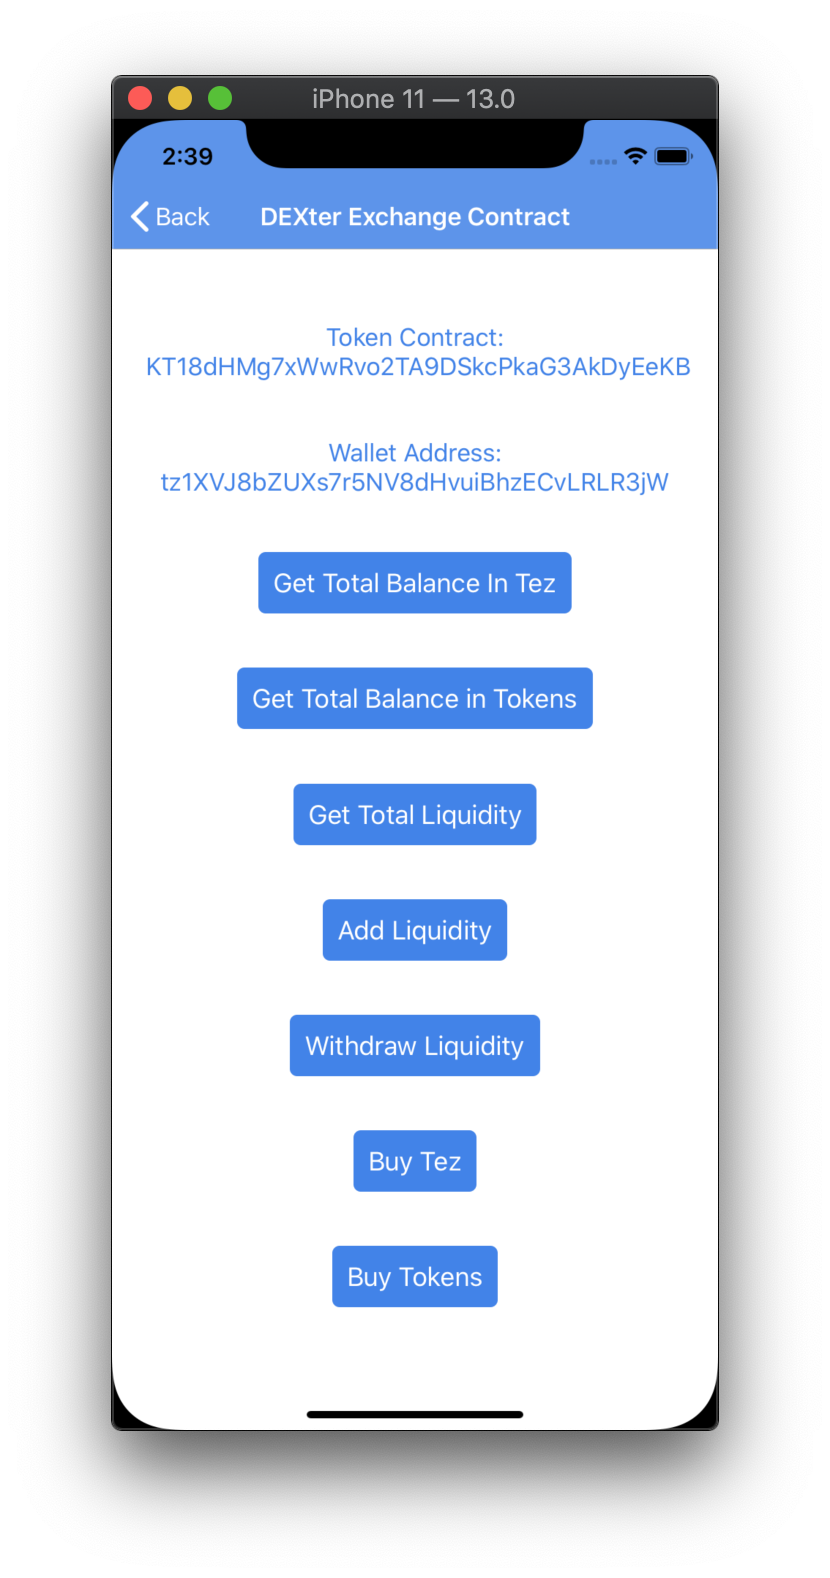 iPhone 11 — 13.0
2:39
Back
DEXter Exchange Contract
Token Contract:
KT18dHMg7xWwRvo2TA9DSkcPkaG3AkDyEeKB
Wallet Address:
tz1XVJ8bZUXs7r5NV8dHvuiBhzECvLRLR3jW
Get Total Balance In Tez
Get Total Balance in Tokens
Get Total Liquidity
Add Liquidity
Withdraw Liquidity
Buy Tez
Buy Tokens